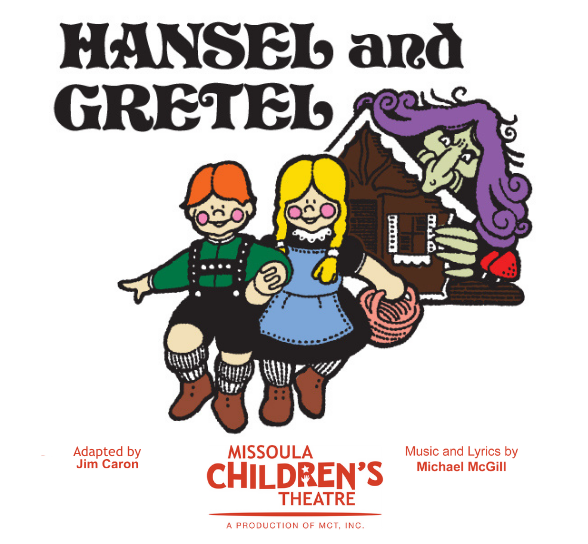 HANSEL and
GRETEL
Adapted by
Jim Caron
MISSOULA
CHILDREN'S
THEATRE
A PRODUCTION OF MCT, INC.
Music and Lyrics by
Michael McGill